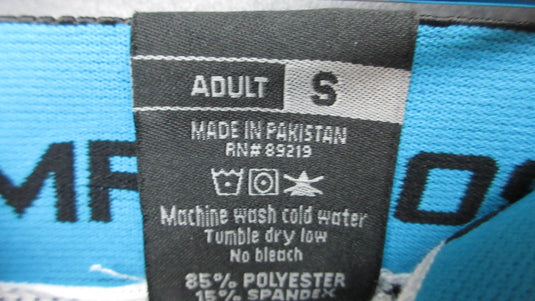 ADULT S
MADE IN PAKISTAN
RN# 89219
Machine wash cold water
Tumble dry low
No bleach
85% POLYESTER
15% SPANDEX